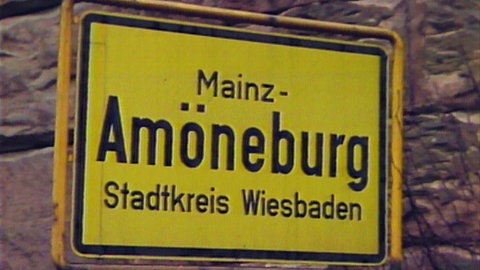 Mainz-
Amöneburg
Stadtkreis Wiesbaden